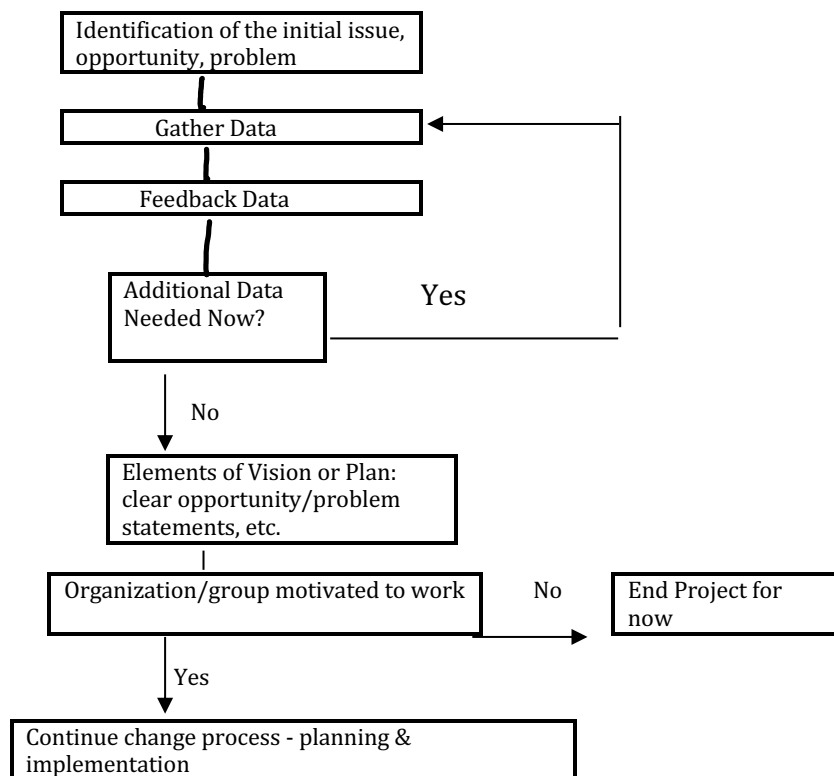 Identification of the initial issue,
opportunity, problem
Gather Data
Feedback Data
Additional Data
Needed Now?
Yes
No
Elements of Vision or Plan:
clear opportunity/problem
statements, etc.
Organization/group motivated to work
No
End Project for
now
Yes
Continue change process - planning &
implementation